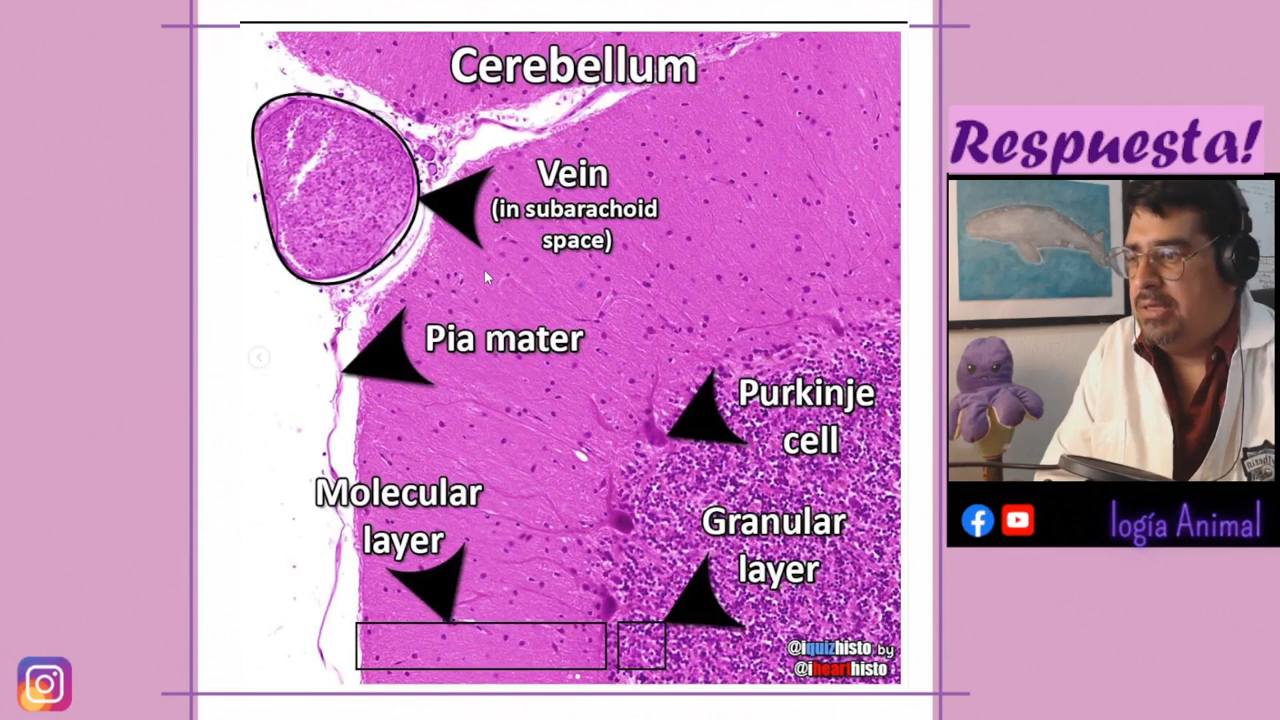 Cerebellum
Respuesta!
Vein
(in subarachoid
space)
Pia mater
Purkinje
cell
Molecular
layer
Granular
layer
logía Animal
@iquizhisto by
@ihearthisto